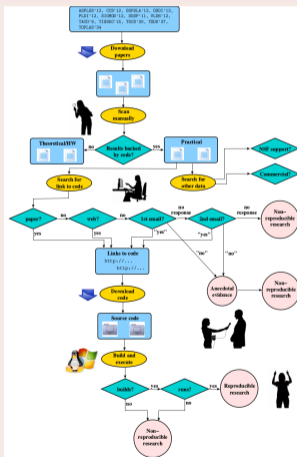 ASPLOS'12, CCS'12, OOPSLA'12, OSDI'12,
PLDI'12, SIGMOD'12, SOSP'11, VLDB'12,
TACO'9, TISSEC'15, TOCS'30, TODS'37,
TOPLAS'34
Download
papers
Scan
manually
Theoretical/HW
no
Results backed
by code?
yes
Practical
NSF support?
Search for
link to code
Search for
other data
Commercial?
paper?
no
web?
no
1st email?
no
response
2nd email?
no
response
Non-
reproducible
research
yes
yes
"yes"
"yes"
"no"
"no"
Links to code
http://...
http://...
Anecdotal
evidence
Non-
reproducible
research
Download
code
Source code
Build and
execute
builds?
yes
runs?
yes
Reproducible
research
no
no
Non-
reproducible
research